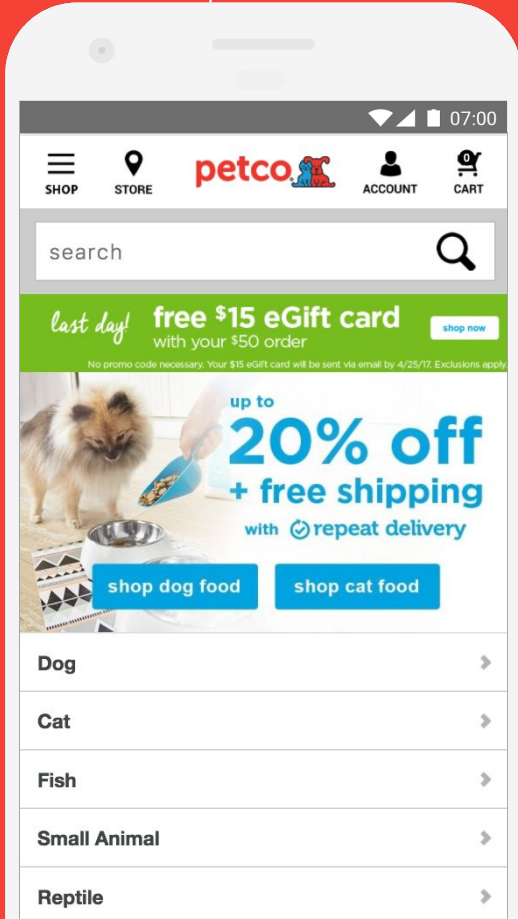 07:00
SHOP
STORE
petco
ACCOUNT
0
CART
search
last day!
free $15 eGift card
with your $50 order
shop now
No promo code necessary. Your $15 eGift card will be sent via email by 4/25/17. Exclusions apply.
up to
20% off
+ free shipping
with repeat delivery
shop dog food
shop cat food
Dog
Cat
Fish
Small Animal
Reptile